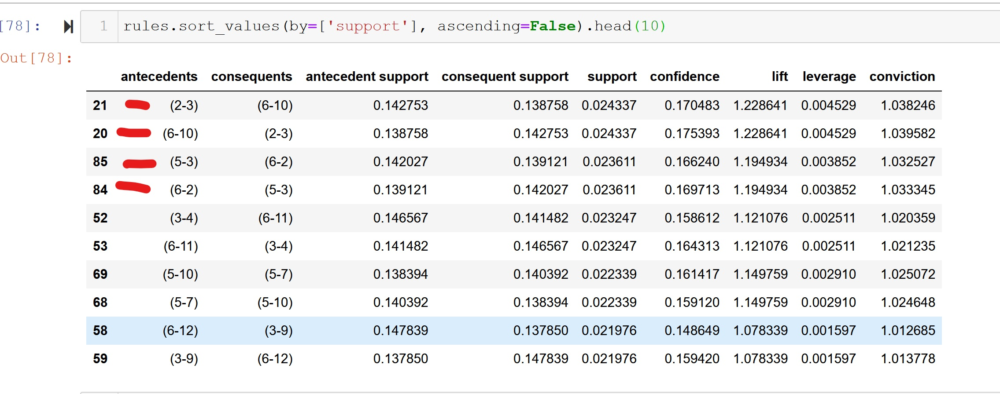 [78]:
1 rules.sort_values(by=['support'], ascending=False).head(10)
Out[78]:
antecedents consequents antecedent support consequent support support confidence lift leverage conviction
21 (2-3) (6-10) 0.142753 0.138758 0.024337 0.170483 1.228641 0.004529 1.038246
20 (6-10) (2-3) 0.138758 0.142753 0.024337 0.175393 1.228641 0.004529 1.039582
85 (5-3) (6-2) 0.142027 0.139121 0.023611 0.166240 1.194934 0.003852 1.032527
84 (6-2) (5-3) 0.139121 0.142027 0.023611 0.169713 1.194934 0.003852 1.033345
52 (3-4) (6-11) 0.146567 0.141482 0.023247 0.158612 1.121076 0.002511 1.020359
53 (6-11) (3-4) 0.141482 0.146567 0.023247 0.164313 1.121076 0.002511 1.021235
69 (5-10) (5-7) 0.138394 0.140392 0.022339 0.161417 1.149759 0.002910 1.025072
68 (5-7) (5-10) 0.140392 0.138394 0.022339 0.159120 1.149759 0.002910 1.024648
58 (6-12) (3-9) 0.147839 0.137850 0.021976 0.148649 1.078339 0.001597 1.012685
59 (3-9) (6-12) 0.137850 0.147839 0.021976 0.159420 1.078339 0.001597 1.013778